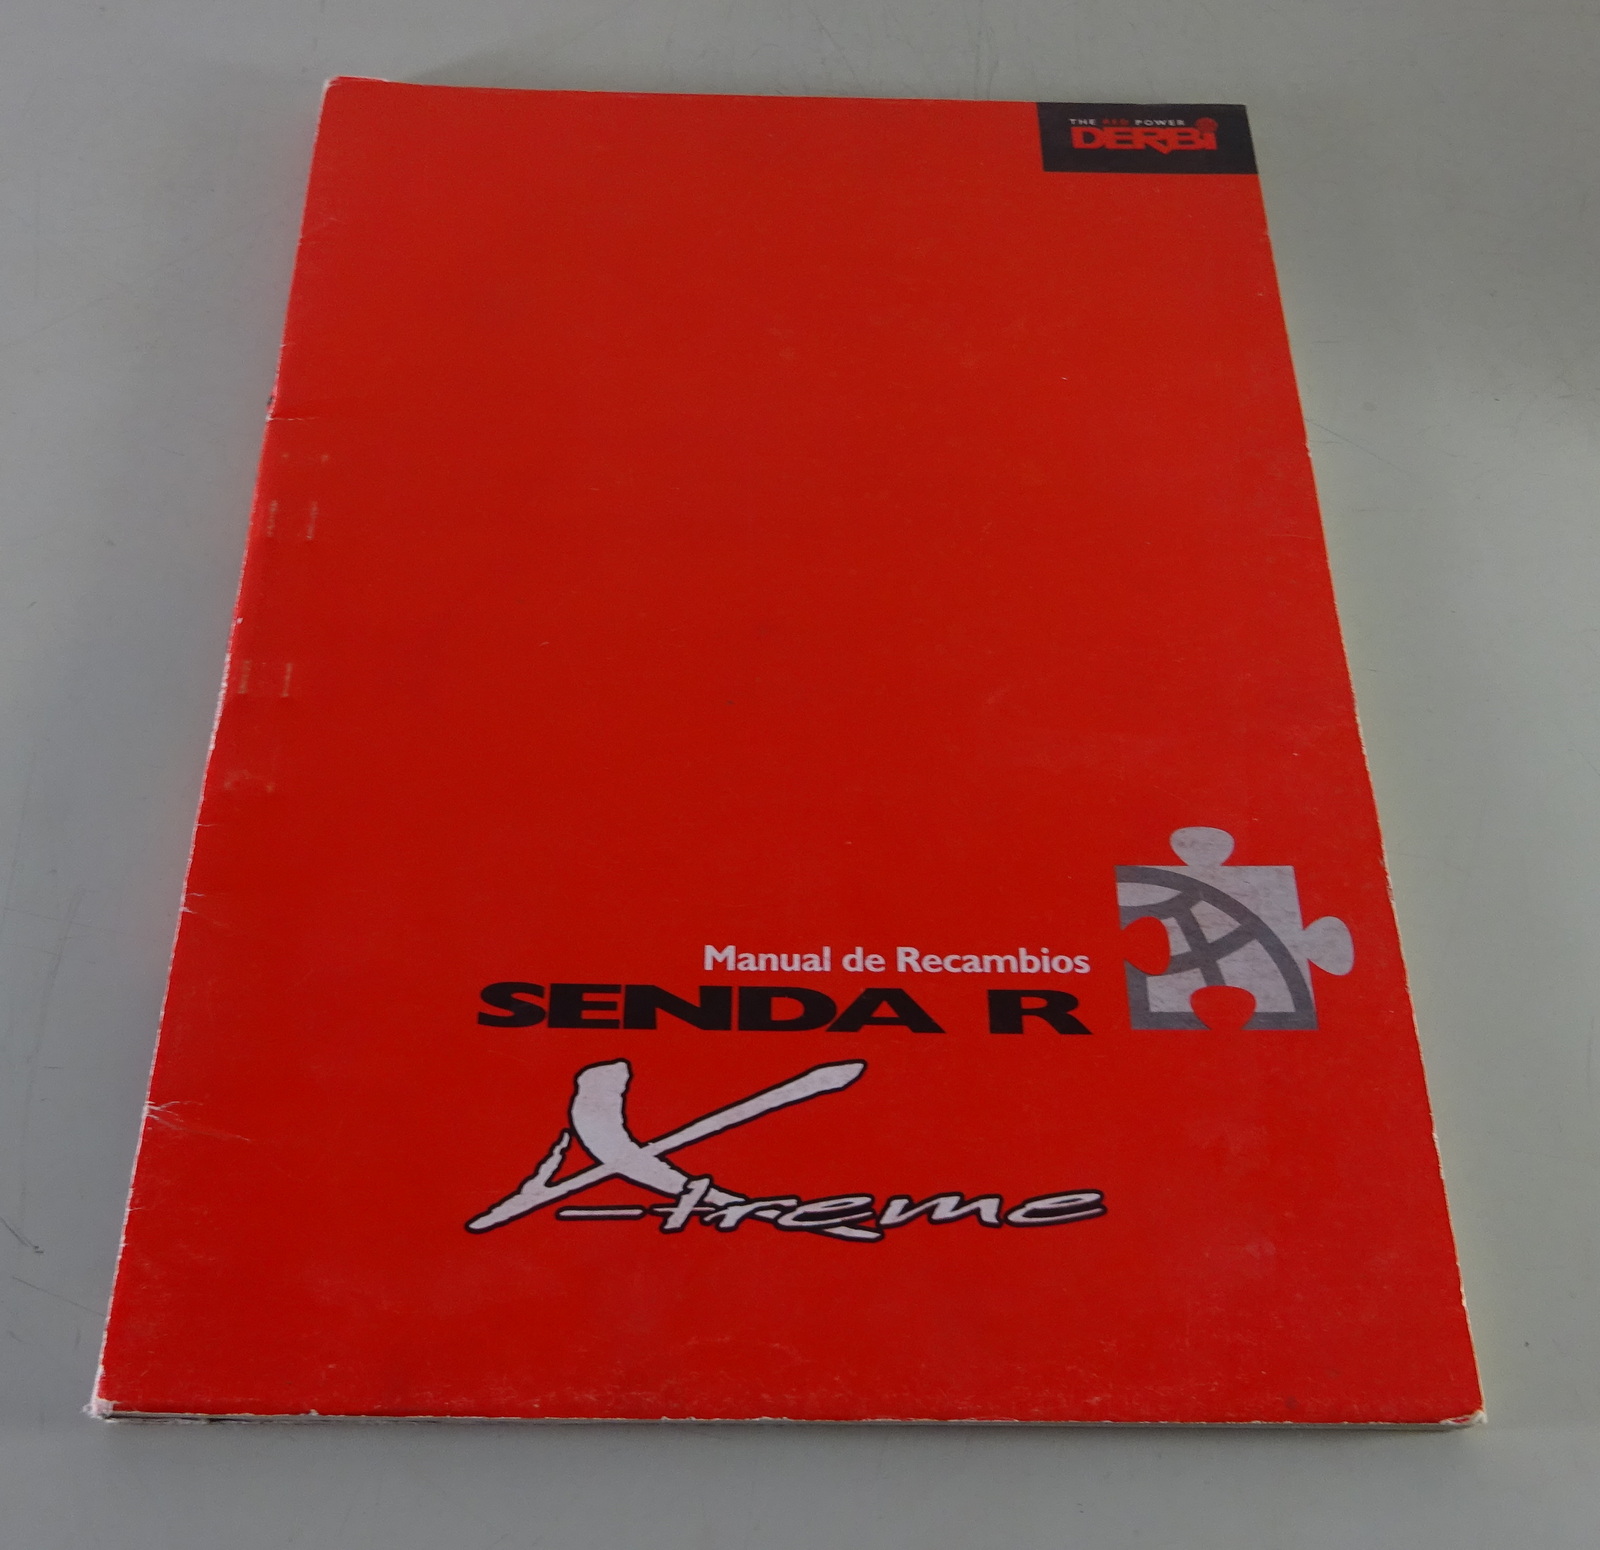 THE RED POWER
DERBI
Manual de Recambios
SENDA R
X-treme